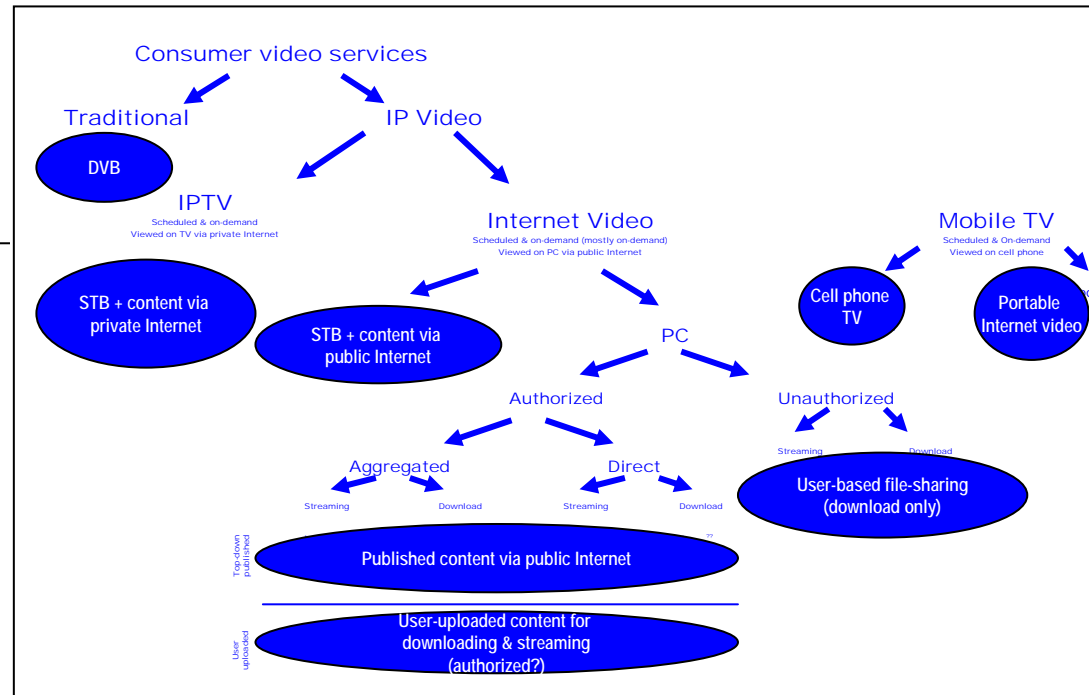 Consumer video services
Traditional
IP Video
DVB
IPTV
Scheduled & on-demand
Viewed on TV via private Internet
Internet Video
Scheduled & on-demand (mostly on-demand)
Viewed on PC via public Internet
Mobile TV
Scheduled & On-demand
Viewed on cell phone
STB + content via
private Internet
STB + content via
public Internet
Cell phone
TV
Portable
Internet video
PC
Authorized
Unauthorized
Streaming
Download
Aggregated
Direct
User-based file-sharing
(download only)
Streaming
Download
Streaming
Download
??
Top-down
published
Published content via public Internet
User
uploaded
User-uploaded content for
downloading & streaming
(authorized?)